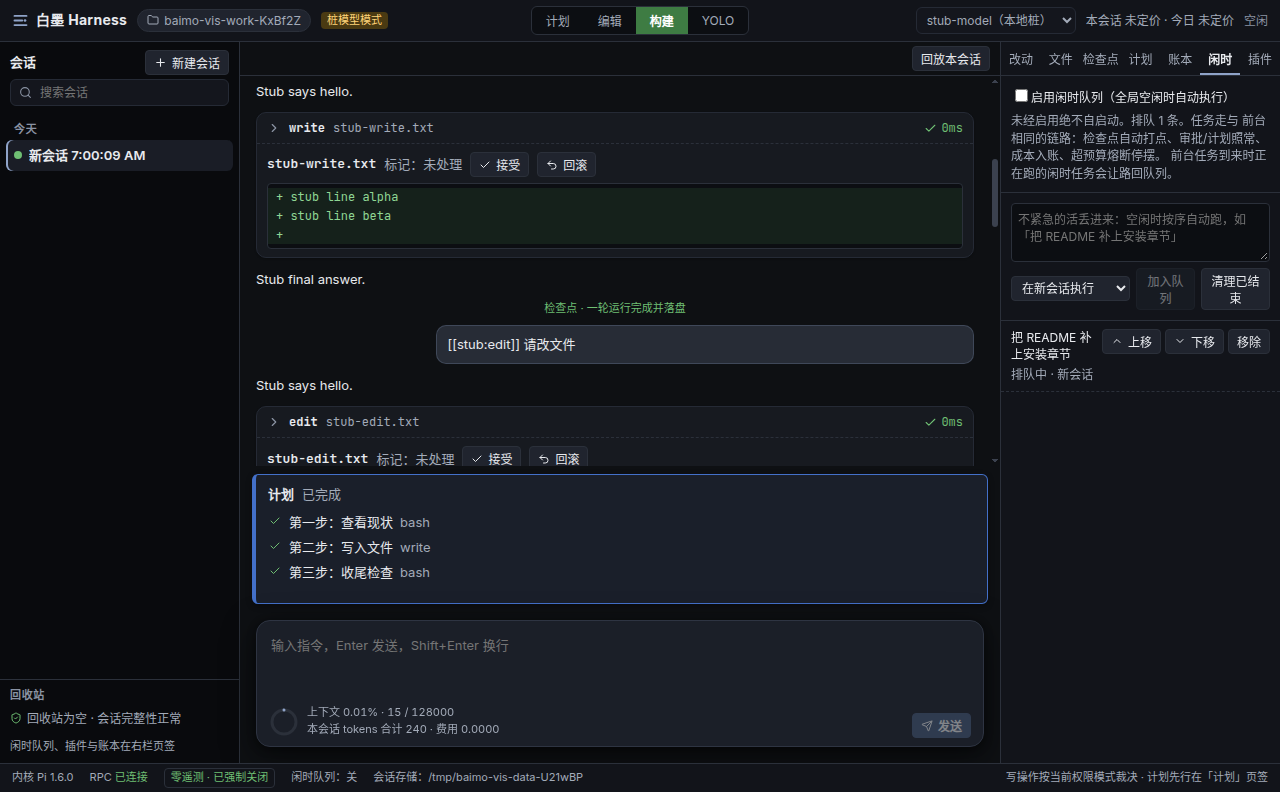 白墨 Harness
baimo-vis-work-KxBf2Z
桩模型模式
计划
编辑
构建
YOLO
stub-model（本地桩）
本会话 未定价 · 今日 未定价
空闲
会话
新建会话
搜索会话
今天
新会话 7:00:09 AM
回收站
回收站为空 · 会话完整性正常
闲时队列、插件与账本在右栏页签
回放本会话
Stub says hello.
write stub-write.txt
0ms
stub-write.txt 标记：未处理 接受 回滚
+ stub line alpha
+ stub line beta
+
Stub final answer.
检查点 · 一轮运行完成并落盘
[[stub:edit]] 请改文件
Stub says hello.
edit stub-edit.txt
0ms
stub-edit.txt 标记：未处理 接受 回滚
计划 已完成
第一步：查看现状 bash
第二步：写入文件 write
第三步：收尾检查 bash
输入指令，Enter 发送，Shift+Enter 换行
上下文 0.01% · 15 / 128000
本会话 tokens 合计 240 · 费用 0.0000
发送
改动
文件
检查点
计划
账本
闲时
插件
启用闲时队列（全局空闲时自动执行）
未经启用绝不自启动。排队 1 条。任务走与 前台
相同的链路：检查点自动打点、审批/计划照常、
成本入账、超预算熔断停摆。 前台任务到来时正
在跑的闲时任务会让路回队列。
不紧急的活丢进来：空闲时按序自动跑，如
「把 README 补上安装章节」
在新会话执行
加入队
列
清理已结
束
把 README 补
上安装章节
上移
下移
移除
排队中 · 新会话
内核 Pi 1.6.0
RPC 已连接
零遥测 · 已强制关闭
闲时队列：关
会话存储：/tmp/baimo-vis-data-U21wBP
写操作按当前权限模式裁决 · 计划先行在「计划」页签